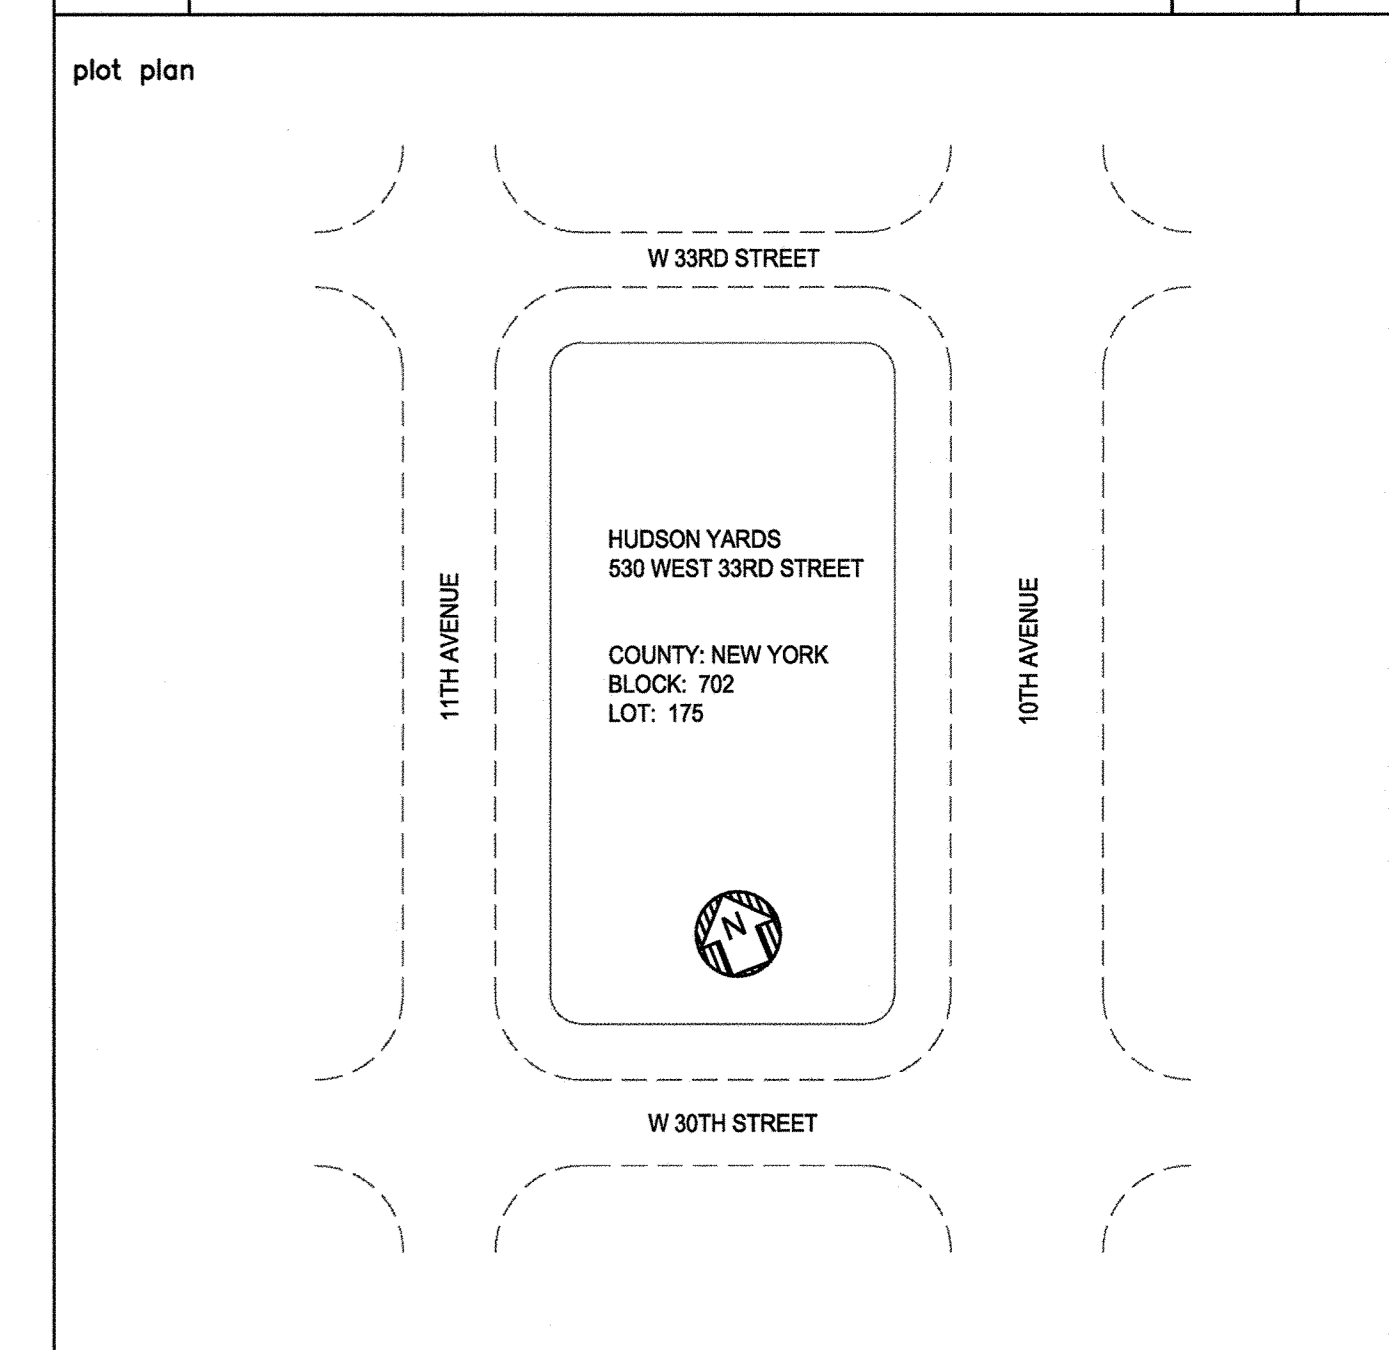 plot plan
W 33RD STREET
HUDSON YARDS
530 WEST 33RD STREET
11TH AVENUE
10TH AVENUE
COUNTY: NEW YORK
BLOCK: 702
LOT: 175
N
W 30TH STREET